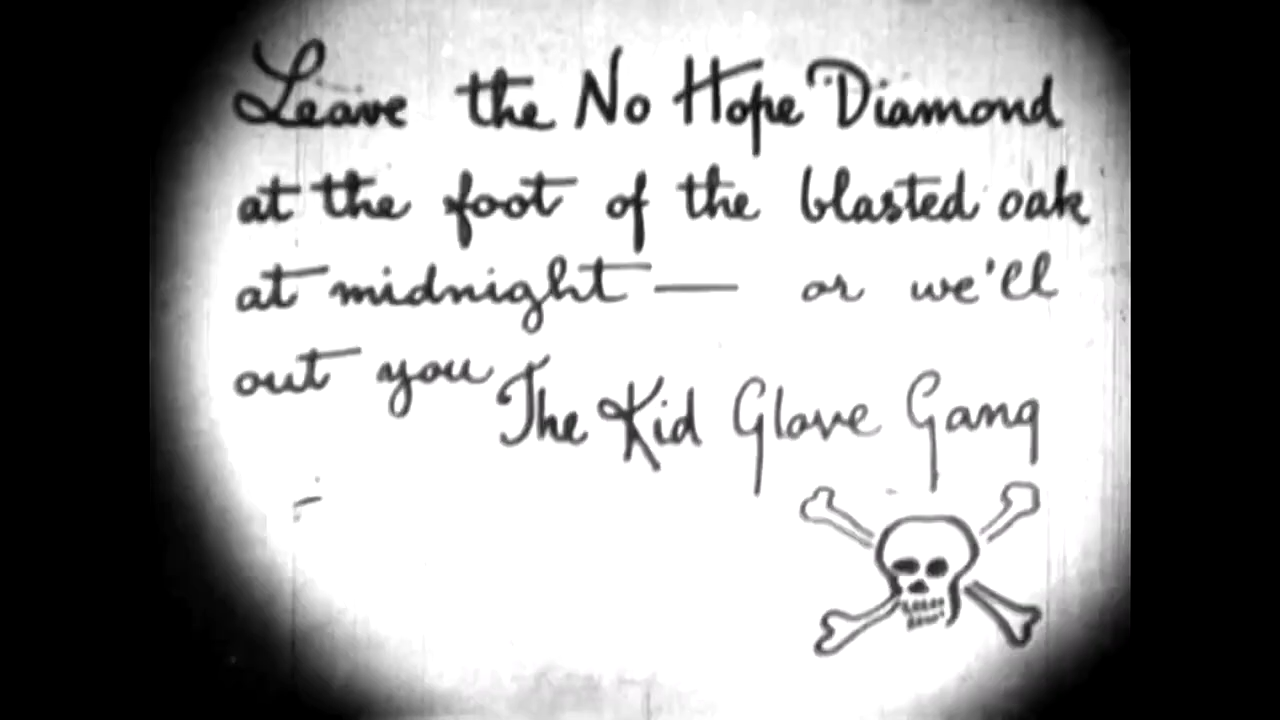 Leave the No Hope Diamond
at the foot of the blasted oak
at midnight — or we'll
out you
The Kid Glove Gang